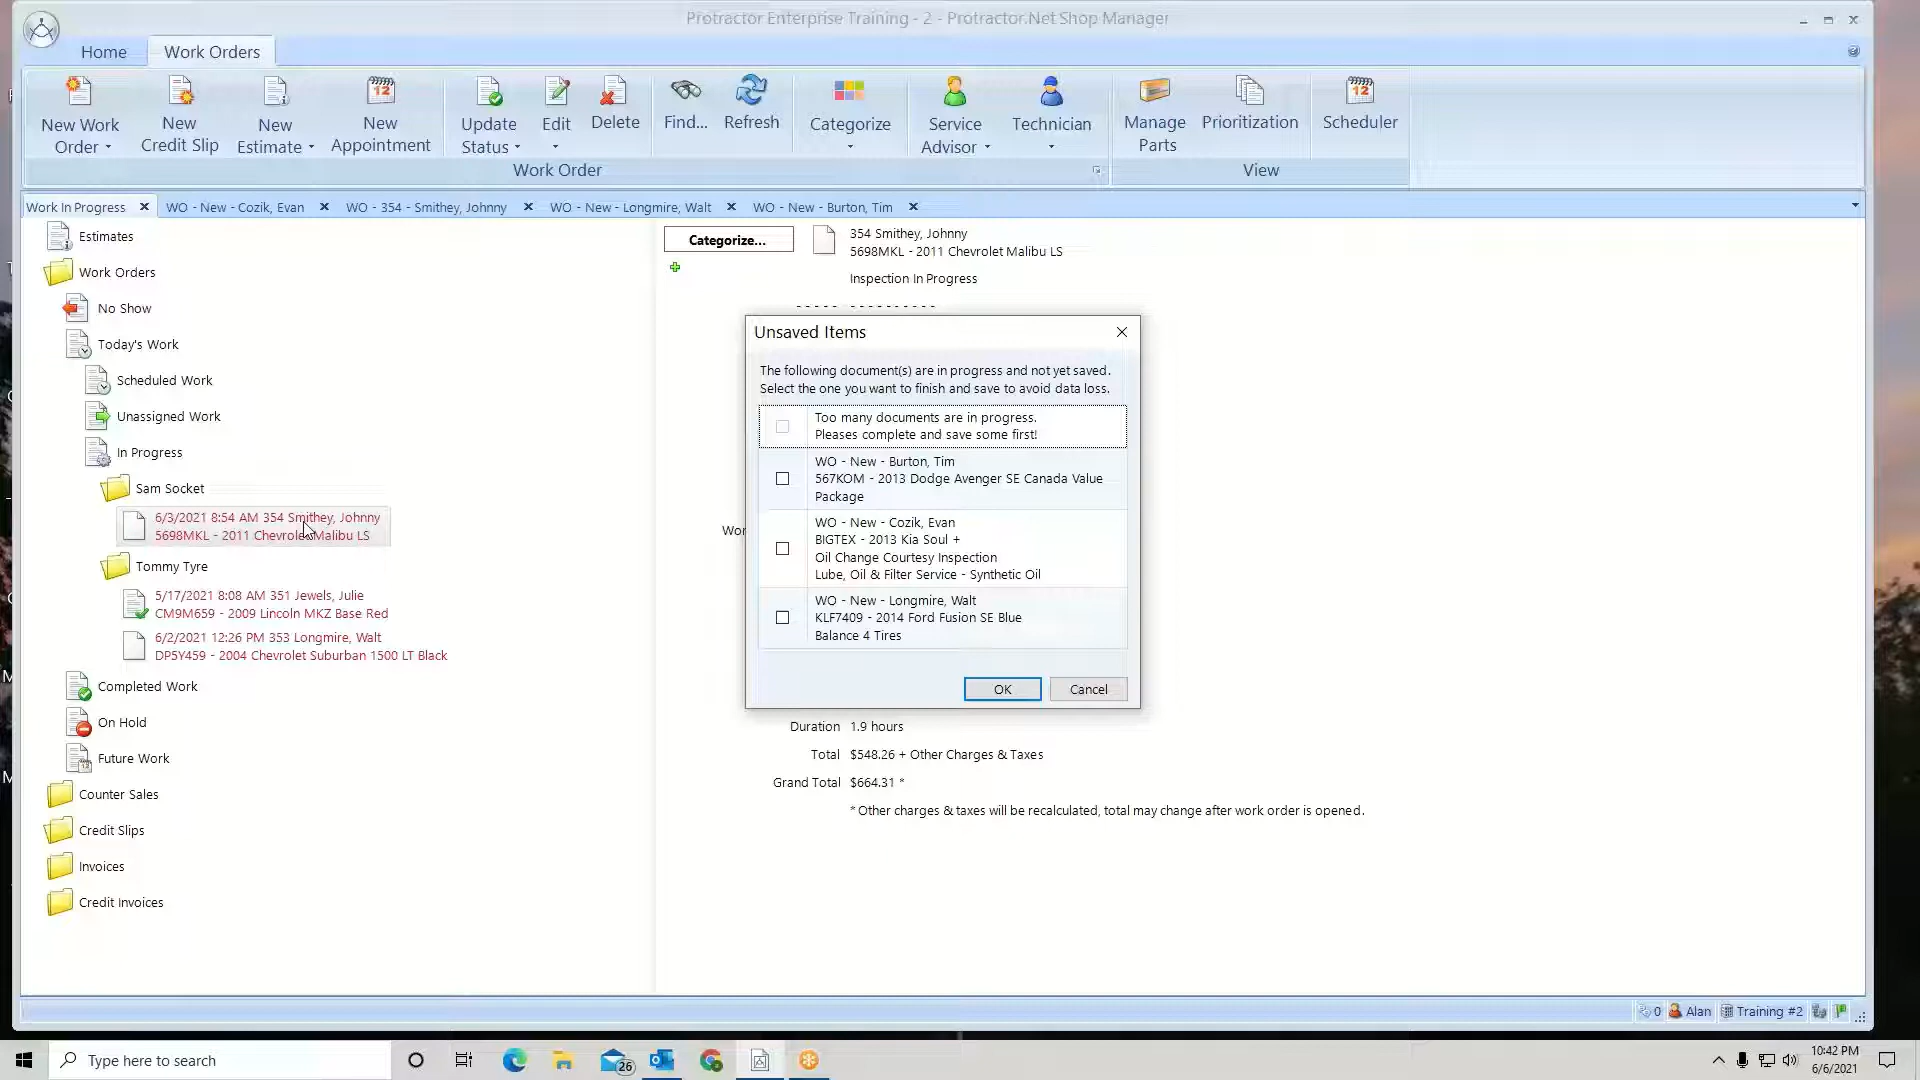 Protractor Enterprise Training - 2 - Protractor.Net Shop Manager
Home
Work Orders
New Work
Order
New
Credit Slip
New
Estimate
New
Appointment
Update
Status
Edit
Delete
Find...
Refresh
Categorize
Service
Advisor
Technician
Manage
Parts
Prioritization
Scheduler
12
12
Work Order
View
Work In Progress
WO - New - Cozik, Evan
WO - 354 - Smithey, Johnny
WO - New - Longmire, Walt
WO - New - Burton, Tim
Estimates
Work Orders
No Show
Today's Work
Scheduled Work
Unassigned Work
In Progress
Sam Socket
6/3/2021 8:54 AM 354 Smithey, Johnny
5698MKL - 2011 Chevrolet Malibu LS
Tommy Tyre
5/17/2021 8:08 AM 351 Jewels, Julie
CM9M659 - 2009 Lincoln MKZ Base Red
6/2/2021 12:26 PM 353 Longmire, Walt
DP5Y459 - 2004 Chevrolet Suburban 1500 LT Black
Completed Work
On Hold
Future Work
Counter Sales
Credit Slips
Invoices
Credit Invoices
Categorize...
354 Smithey, Johnny
5698MKL - 2011 Chevrolet Malibu LS
Inspection In Progress
Wor
Unsaved Items
The following document(s) are in progress and not yet saved.
Select the one you want to finish and save to avoid data loss.
Too many documents are in progress.
Pleases complete and save some first!
WO - New - Burton, Tim
567KOM - 2013 Dodge Avenger SE Canada Value
Package
WO - New - Cozik, Evan
BIGTEX - 2013 Kia Soul +
Oil Change Courtesy Inspection
Lube, Oil & Filter Service - Synthetic Oil
WO - New - Longmire, Walt
KLF7409 - 2014 Ford Fusion SE Blue
Balance 4 Tires
OK
Cancel
Duration 1.9 hours
Total $548.26 + Other Charges & Taxes
Grand Total $664.31 *
* Other charges & taxes will be recalculated, total may change after work order is opened.
0
Alan
Training #2
Type here to search
26
10:42 PM
6/6/2021